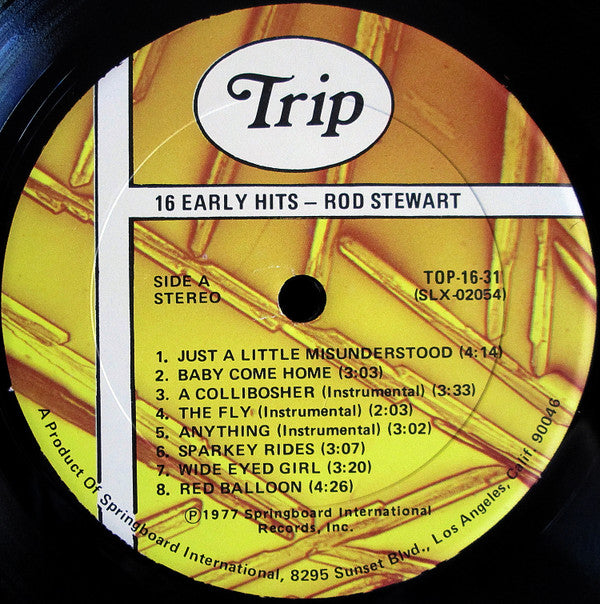 Trip
16 EARLY HITS – ROD STEWART
SIDE A
STEREO
TOP-16-31
(SLX-02054)
1. JUST A LITTLE MISUNDERSTOOD (4:14)
2. BABY COME HOME (3:03)
3. A COLLIBOSHER (Instrumental) (3:33)
4. THE FLY (Instrumental) (2:03)
5. ANYTHING (Instrumental) (3:02)
6. SPARKEY RIDES (3:07)
7. WIDE EYED GIRL (3:20)
8. RED BALLOON (4:26)
Ⓟ1977 Springboard International
Records, Inc.
A Product Of Springboard International, 8295 Sunset Blvd., Los Angeles, Calif. 90046